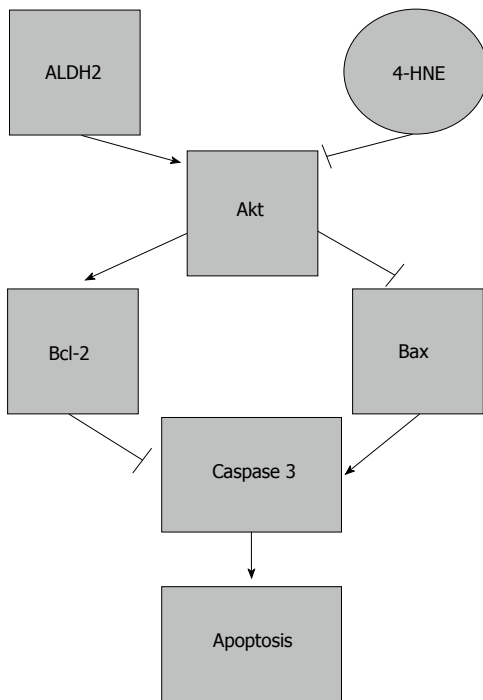 ALDH2
4-HNE
Akt
Bcl-2
Bax
Caspase 3
Apoptosis